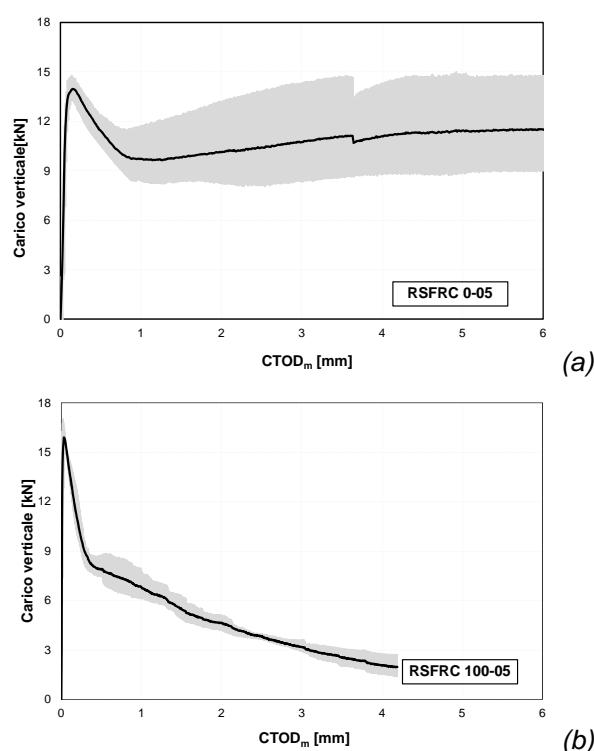 18
15
12
9
6
3
0
Carico verticale[kN]
RSFRC 0-05
0 1 2 3 4 5 6
CTODm [mm]
(a)
18
15
12
9
6
3
0
Carico verticale [kN]
RSFRC 100-05
0 1 2 3 4 5 6
CTODm [mm]
(b)